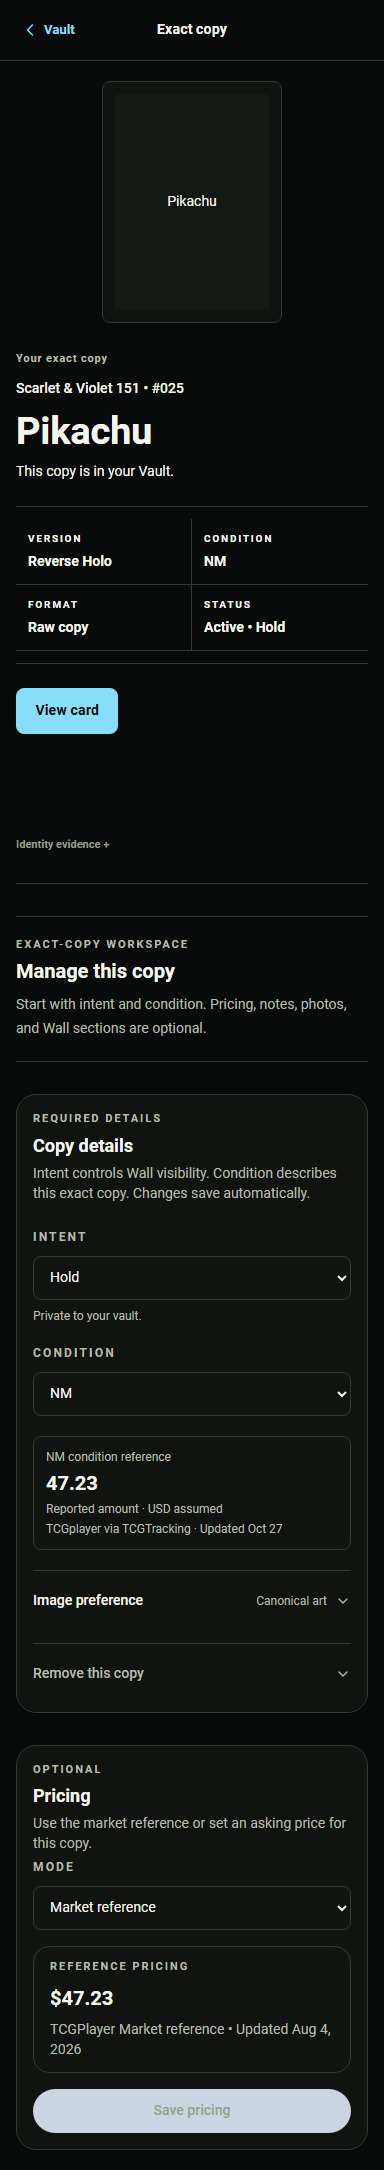 Vault
Exact copy
Pikachu
Your exact copy
Scarlet & Violet 151 • #025
Pikachu
This copy is in your Vault.
VERSION
Reverse Holo
CONDITION
NM
FORMAT
Raw copy
STATUS
Active • Hold
View card
Identity evidence +
EXACT-COPY WORKSPACE
Manage this copy
Start with intent and condition. Pricing, notes, photos,
and Wall sections are optional.
REQUIRED DETAILS
Copy details
Intent controls Wall visibility. Condition describes
this exact copy. Changes save automatically.
INTENT
Hold
Private to your vault.
CONDITION
NM
NM condition reference
47.23
Reported amount · USD assumed
TCGplayer via TCGTracking · Updated Oct 27
Image preference
Canonical art
Remove this copy
OPTIONAL
Pricing
Use the market reference or set an asking price for
this copy.
MODE
Market reference
REFERENCE PRICING
$47.23
TCGPlayer Market reference • Updated Aug 4,
2026
Save pricing